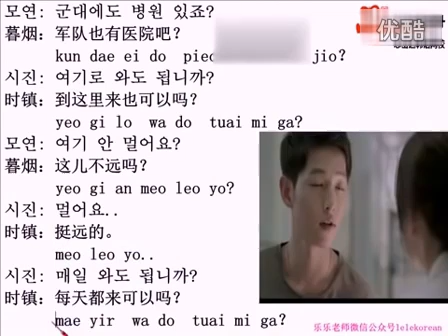 모연: 군대에도 병원 있죠?
暮烟: 军队也有医院吧?
kun dae ei do jio?
시진: 여기로 와도 됩니까?
时镇: 到这里来也可以吗?
yeo gi lo wa do tuai mi ga?
모연: 여기 안 멀어요?
暮烟: 这儿不远吗?
yeo gi an meo leo yo?
시진: 멀어요..
时镇: 挺远的。
meo leo yo..
시진: 매일 와도 됩니까?
时镇: 每天都来可以吗?
mae yir wa do tuai mi ga?
优酷
乐乐老师微信公众号lelekorean